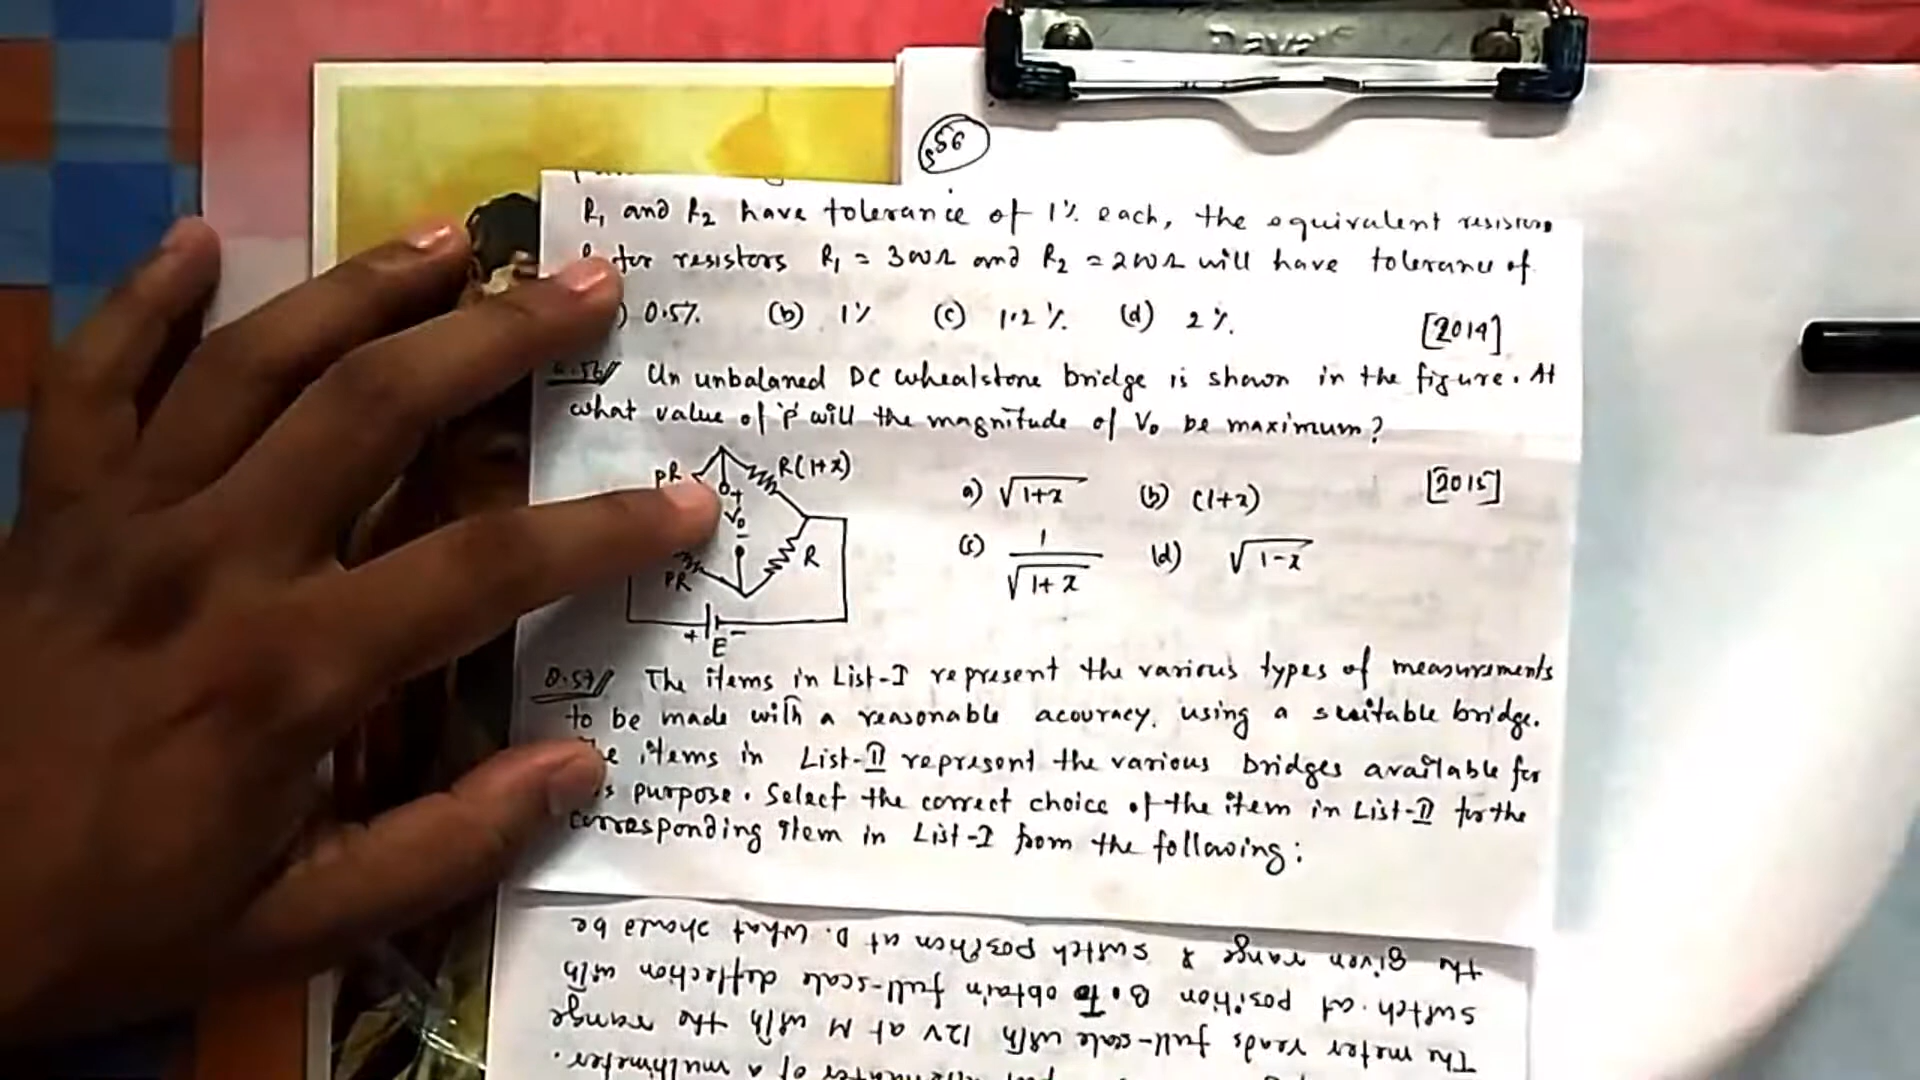 556
R₁ and R₂ have tolerance of 1% each, the equivalent
for resistors R₁ = 300Ω and R₂ = 200Ω will have tolerance of
) 0.5%. (b) 1% (c) 1.2%. (d) 2%. [2014]
Q.56// Un unbalaned DC whealstone bridge is shown in the figure. At
what value of 'p' will the magnitude of V₀ be maximum?
PR R(1+x)
+
V₀
-
PR R
+ E -
a) √1+x (b) (1+x) [2015]
(c) 1/√1+x (d) √1-x
Q.57// The items in List-I represent the various types of measurements
to be made with a reasonable accuracy, using a suitable bridge.
items in List-II represent the various bridges available for
purpose. Select the correct choice of the item in List-II for the
corresponding item in List-I from the following:
The meter reads full-scale with 12V at M with the range
switch at position B. To obtain full-scale deflection with
the given range & switch position at D. What should be